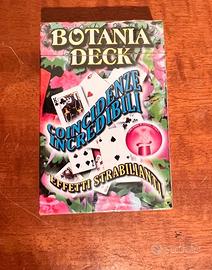 BOTANIA
DECK
COINCIDENZE
INCREDIBILI
EFFETTI STRABILIANTI